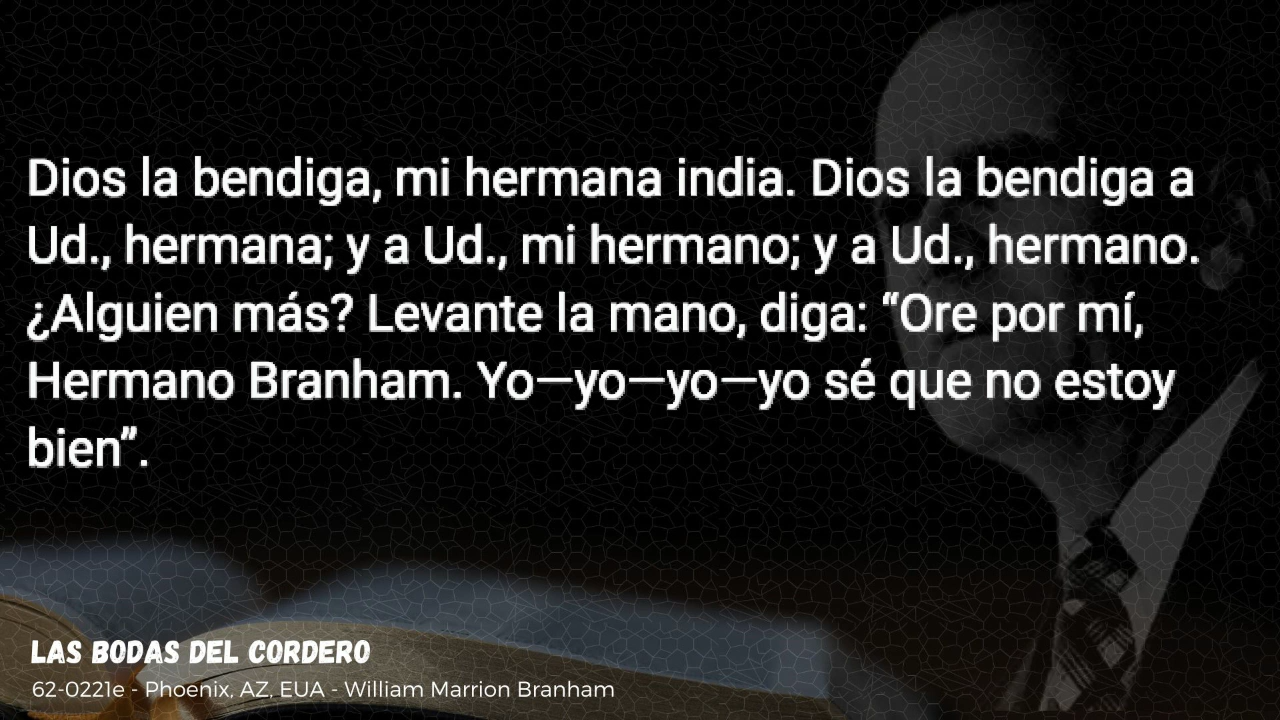 Dios la bendiga, mi hermana india. Dios la bendiga a
Ud., hermana; y a Ud., mi hermano; y a Ud., hermano.
¿Alguien más? Levante la mano, diga: “Ore por mí,
Hermano Branham. Yo—yo—yo—yo sé que no estoy
bien”.
LAS BODAS DEL CORDERO
62-0221e - Phoenix, AZ, EUA - William Marrion Branham